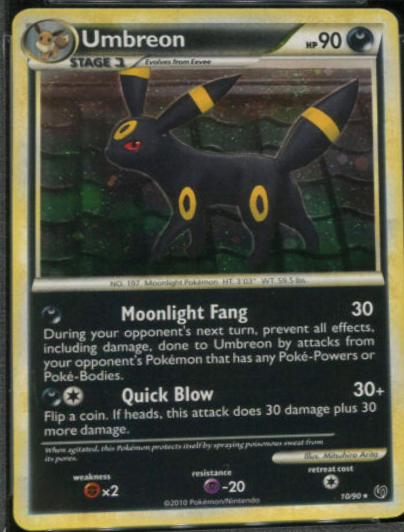 Umbreon HP 90
STAGE 1 Evolves from Eevee
NO. 197 Moonlight Pokémon HT. 3'03" WT. 59.5 lbs.
Moonlight Fang 30
During your opponent's next turn, prevent all effects,
including damage, done to Umbreon by attacks from
your opponent's Pokémon that has any Poké-Powers or
Poké-Bodies.
Quick Blow 30+
Flip a coin. If heads, this attack does 30 damage plus 30
more damage.
When agitated, this Pokémon protects itself by spraying poisonous sweat from
its pores.
Illus. Mitsuhiro Arita
weakness resistance retreat cost
×2 -20
©2010 Pokémon/Nintendo 10/90 ★